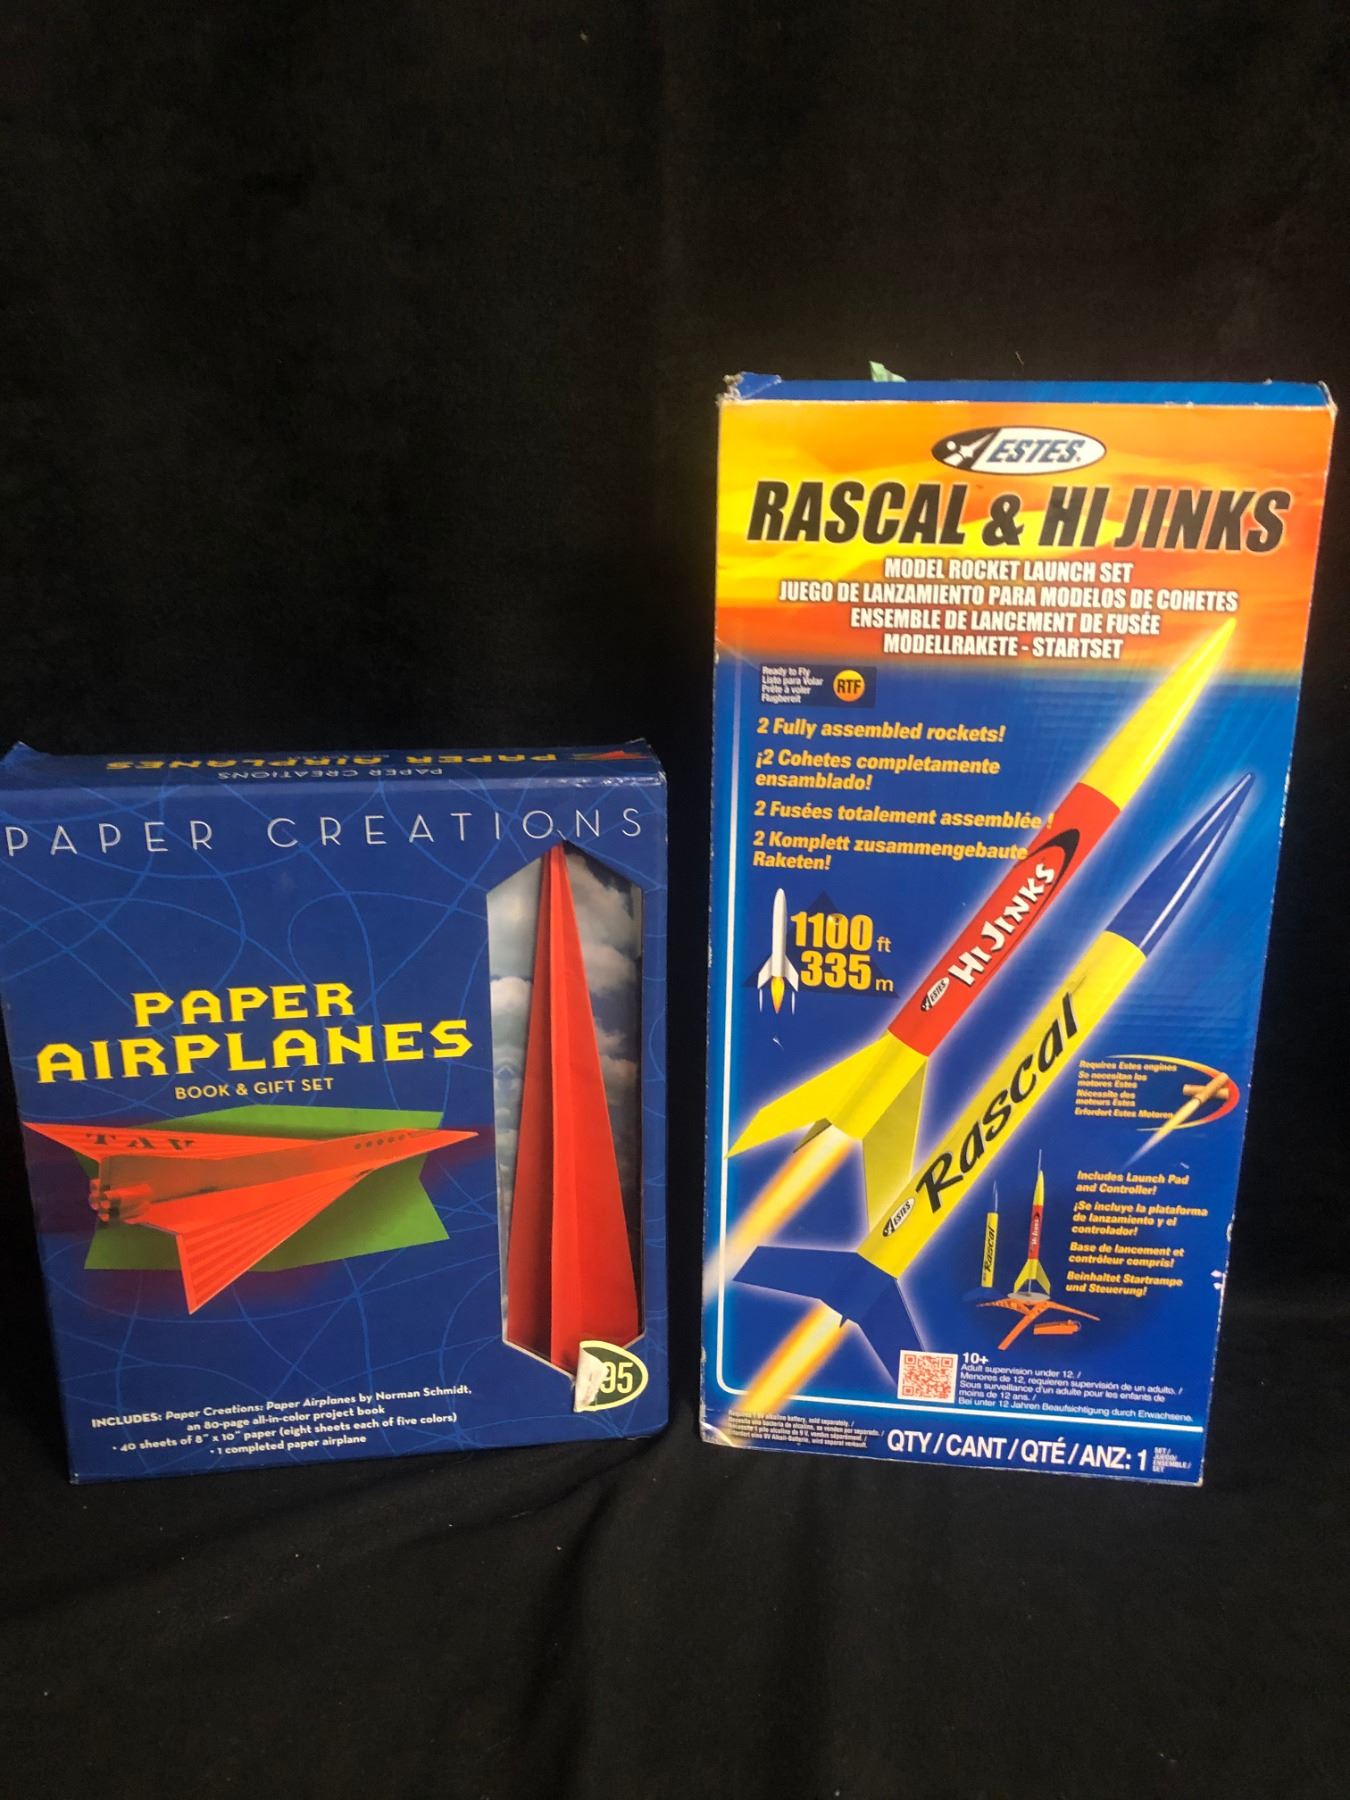 PAPER CREATIONS
PAPER AIRPLANES
PAPER CREATIONS
PAPER
AIRPLANES
BOOK & GIFT SET
TAV
95
INCLUDES: Paper Creations: Paper Airplanes by Norman Schmidt,
an 80-page all-in-color project book
• 40 sheets of 8" x 10" paper (eight sheets each of five colors)
• 1 completed paper airplane
ESTES
RASCAL & HI JINKS
MODEL ROCKET LAUNCH SET
JUEGO DE LANZAMIENTO PARA MODELOS DE COHETES
ENSEMBLE DE LANCEMENT DE FUSÉE
MODELLRAKETE - STARTSET
Ready to Fly
Listo para Volar
Prête à voler
Flugbereit
RTF
2 Fully assembled rockets!
¡2 Cohetes completamente
ensamblado!
2 Fusées totalement assemblée !
2 Komplett zusammengebaute
Raketen!
1100 ft
335 m
ESTES HI JINKS
ESTES Rascal
Requires Estes engines
Se necesitan los
motores Estes
Nécessite des
moteurs Estes
Erfordert Estes Motoren
Includes Launch Pad
and Controller!
¡Se incluye la plataforma
de lanzamiento y el
controlador!
Base de lancement et
contrôleur compris!
Beinhaltet Startrampe
und Steuerung!
Rascal
Hi Jinks
10+
Adult supervision under 12. /
Menores de 12, requieren supervisión de un adulto. /
Sous surveillance d'un adulte pour les enfants de
moins de 12 ans. /
Bei unter 12 Jahren Beaufsichtigung durch Erwachsene.
QTY / CANT / QTÉ / ANZ: 1
SET /
JUEGO/
ENSEMBLE /
SET